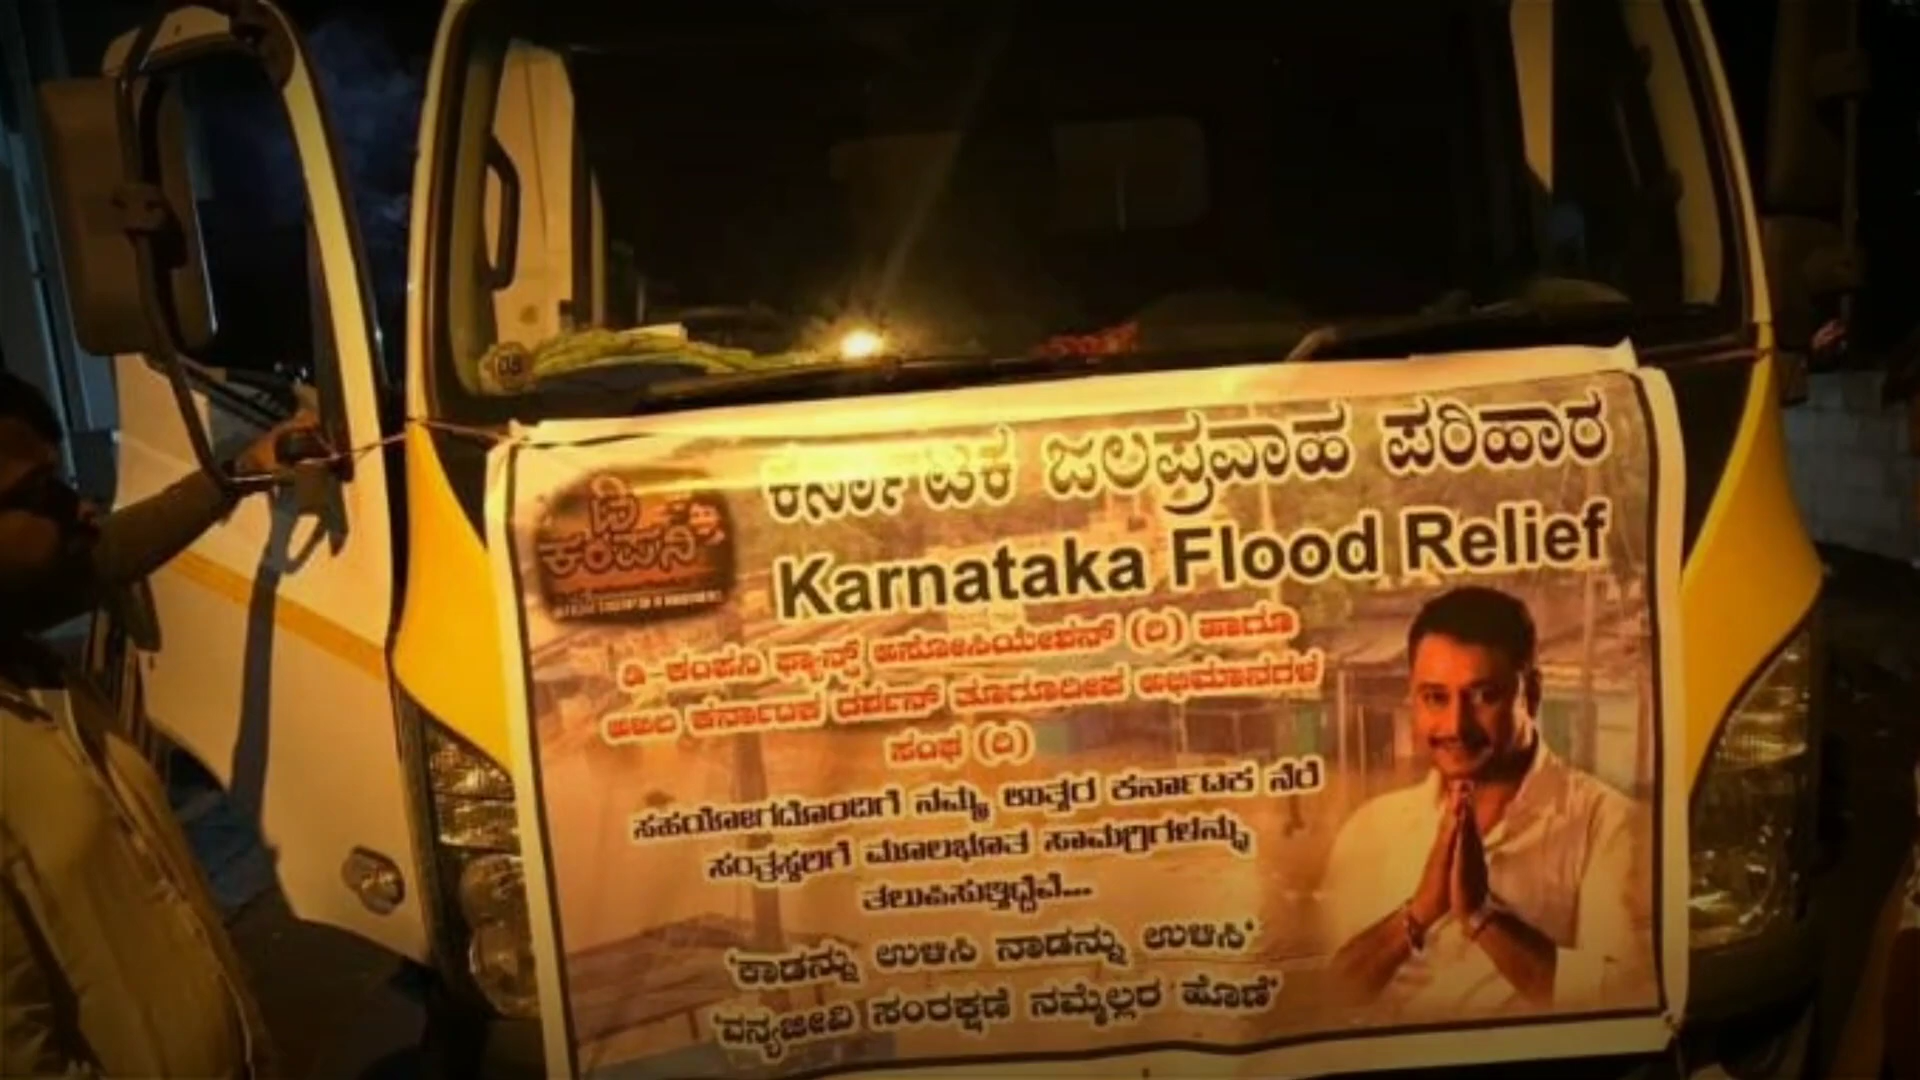 ಕರ್ನಾಟಕ ಜಲಪ್ರವಾಹ ಪರಿಹಾರ
Karnataka Flood Relief
ಡಿ ಕಂಪನಿ
ಡಿ-ಕಂಪನಿ ಫ್ಯಾನ್ಸ್ ಅಸೋಸಿಯೇಷನ್ (ರಿ) ಹಾಗೂ
ಅಖಿಲ ಕರ್ನಾಟಕ ದರ್ಶನ್ ತೂಗೂದೀಪ ಅಭಿಮಾನಿಗಳ
ಸಂಘ (ರಿ)
ಸಹಯೋಗದೊಂದಿಗೆ ನಮ್ಮ ಉತ್ತರ ಕರ್ನಾಟಕ ನೆರೆ
ಸಂತ್ರಸ್ಥರಿಗೆ ಮೂಲಭೂತ ಸಾಮಗ್ರಿಗಳನ್ನು
ತಲುಪಿಸುತ್ತಿದ್ದೇವೆ...
'ಕಾಡನ್ನು ಉಳಿಸಿ ನಾಡನ್ನು ಉಳಿಸಿ'
'ವನ್ಯಜೀವಿ ಸಂರಕ್ಷಣೆ ನಮ್ಮೆಲ್ಲರ ಹೊಣೆ'